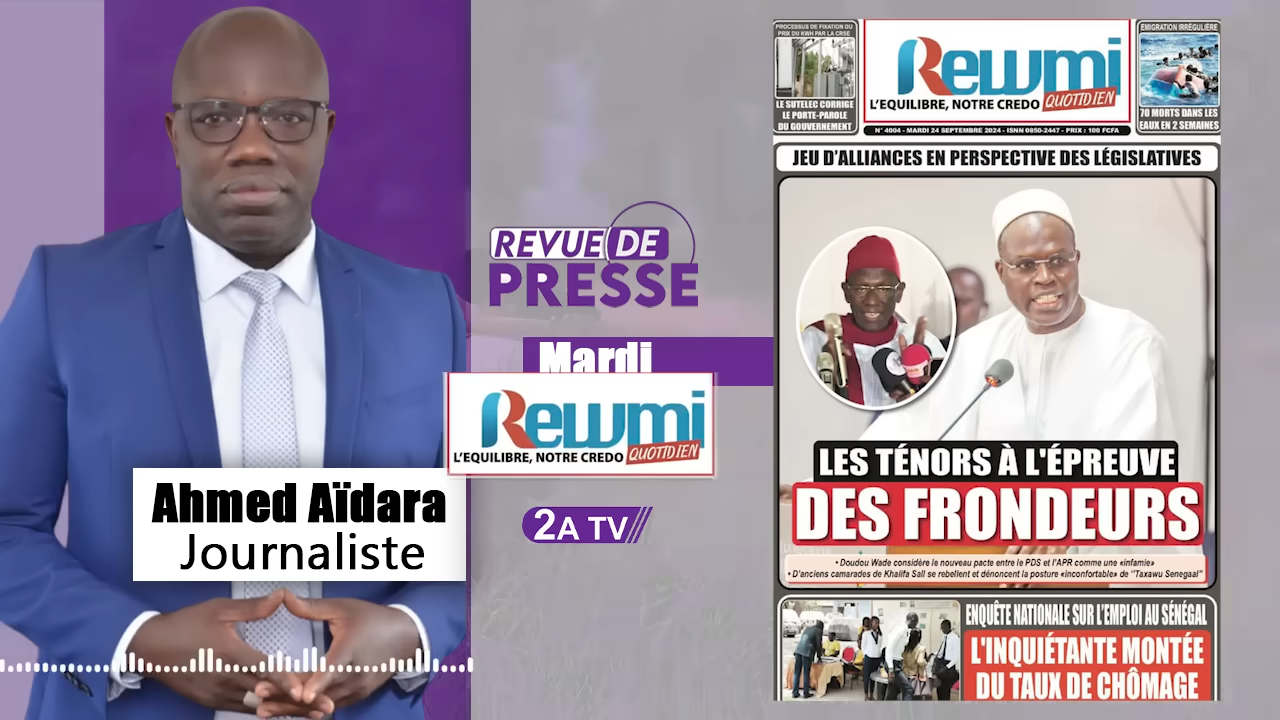 Ahmed Aïdara
Journaliste
REVUE DE
PRESSE
Mardi
Rewmi
QUOTIDIEN
L'EQUILIBRE, NOTRE CREDO
2A TV
PROCESSUS DE FIXATION DU
PRIX DU KWH PAR LA CRSE
LE SUTELEC CORRIGE
LE PORTE-PAROLE
DU GOUVERNEMENT
Rewmi
QUOTIDIEN
L'EQUILIBRE, NOTRE CREDO
N° 4004 - MARDI 24 SEPTEMBRE 2024 - ISNN 0850-2447 - PRIX : 100 FCFA
EMIGRATION IRRÉGULIÈRE
70 MORTS DANS LES
EAUX EN 2 SEMAINES
JEU D'ALLIANCES EN PERSPECTIVE DES LÉGISLATIVES
LES TÉNORS À L'ÉPREUVE
DES FRONDEURS
• Doudou Wade considère le nouveau pacte entre le PDS et l'APR comme une «infamie»
• D'anciens camarades de Khalifa Sall se rebellent et dénoncent la posture «inconfortable» de "Taxawu Senegaal"
ENQUÊTE NATIONALE SUR L'EMPLOI AU SÉNÉGAL
L'INQUIÉTANTE MONTÉE
DU TAUX DE CHÔMAGE